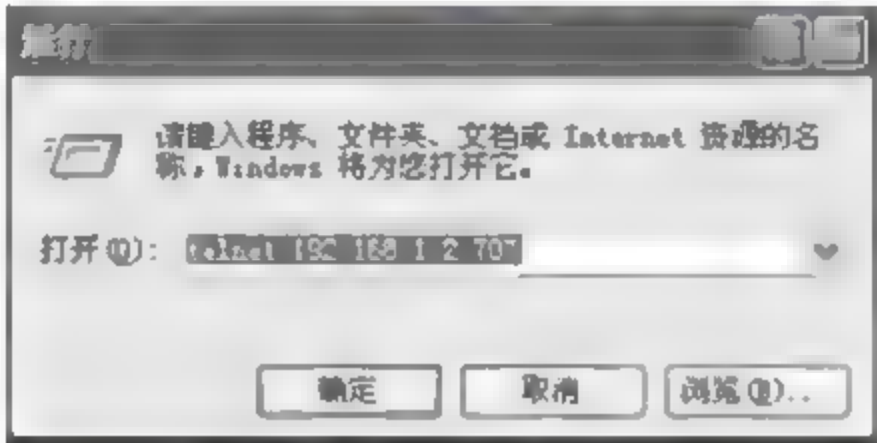 运行
请键入程序、文件夹、文档或 Internet 资源的名
称，Windows 将为您打开它。
打开(O): telnet 192 168 1 2 707
确定 取消 浏览(B)..